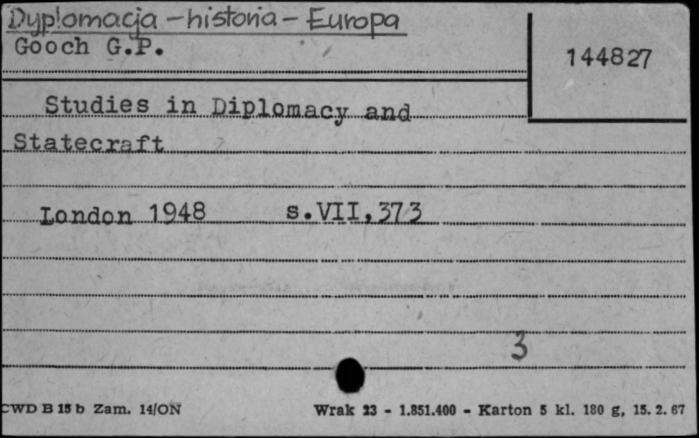 Dyplomacja - historia - Europa
Gooch G.P.
144827
Studies in Diplomacy and
Statecraft
London 1948 s.VII,373
3
CWD B 15 b Zam. 14/ON
Wrak 23 - 1.851.400 - Karton 5 kl. 180 g, 15. 2. 67